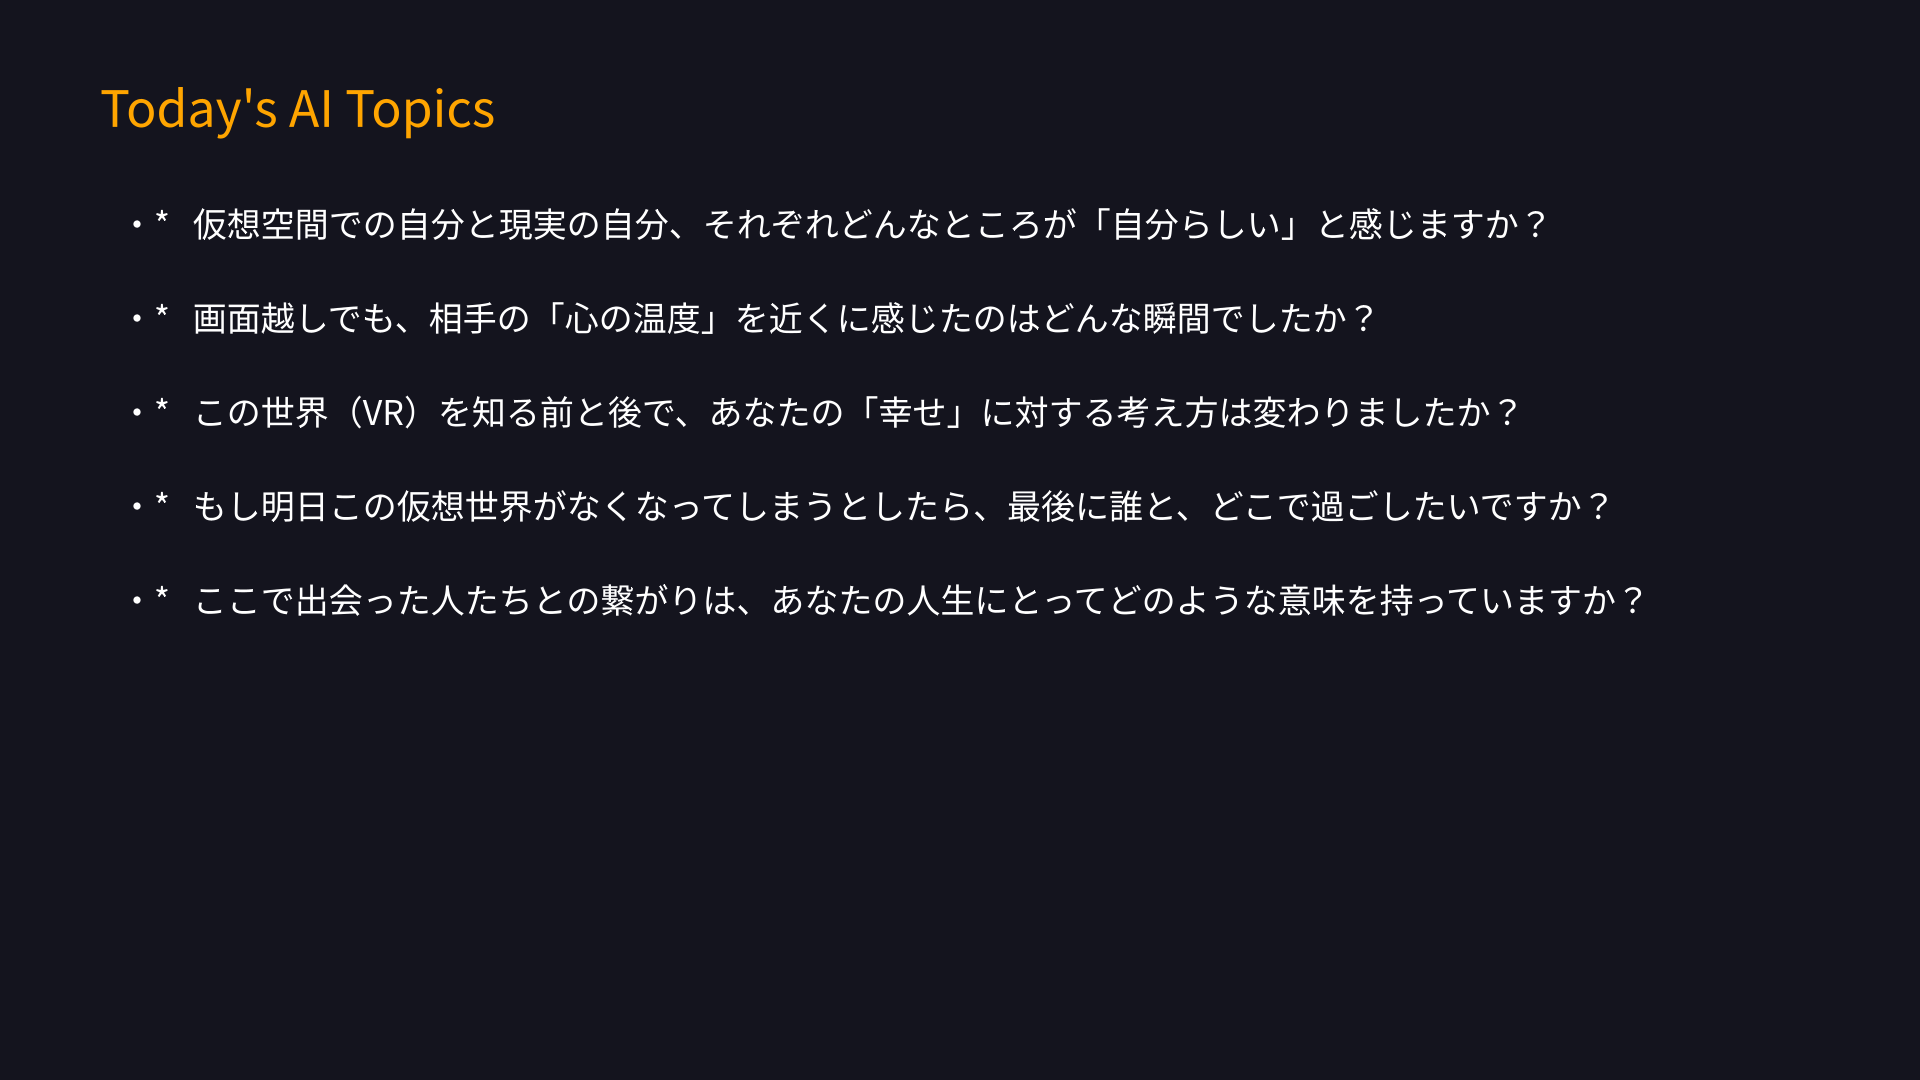 Today's AI Topics
・* 仮想空間での自分と現実の自分、それぞれどんなところが「自分らしい」と感じますか？
・* 画面越しでも、相手の「心の温度」を近くに感じたのはどんな瞬間でしたか？
・* この世界（VR）を知る前と後で、あなたの「幸せ」に対する考え方は変わりましたか？
・* もし明日この仮想世界がなくなってしまうとしたら、最後に誰と、どこで過ごしたいですか？
・* ここで出会った人たちとの繋がりは、あなたの人生にとってどのような意味を持っていますか？